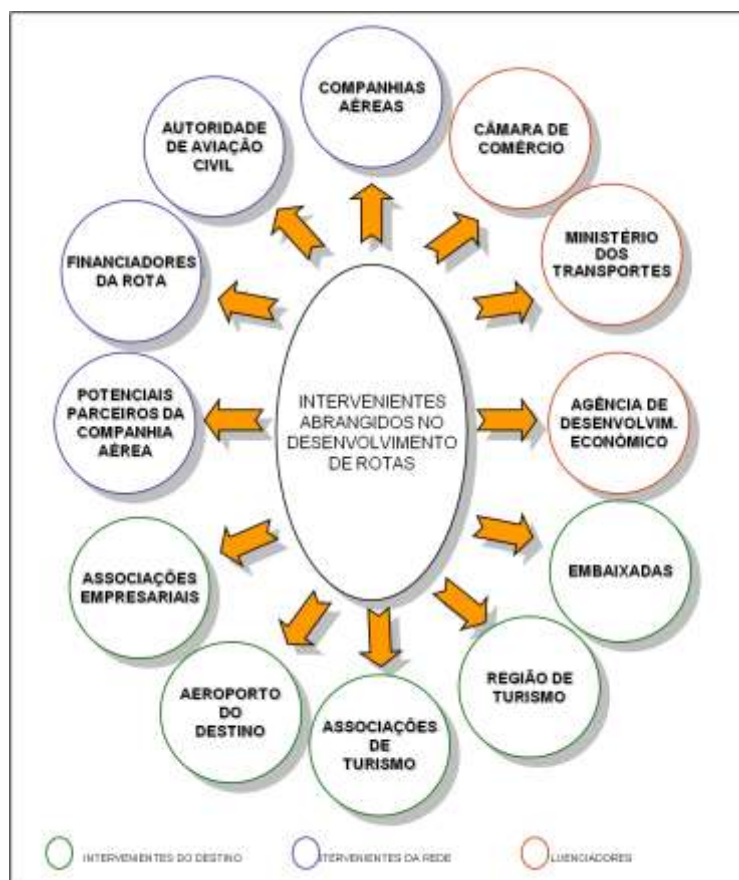 COMPANHIAS
AÉREAS
CÂMARA DE
COMÉRCIO
AUTORIDADE
DE AVIAÇÃO
CIVIL
MINISTÉRIO
DOS
TRANSPORTES
FINANCIADORES
DA ROTA
POTENCIAIS
PARCEIROS DA
COMPANHIA
AÉREA
INTERVENIENTES
ABRANGIDOS NO
DESENVOLVIMENTO
DE ROTAS
AGÊNCIA DE
DESENVOLVIM.
ECONÓMICO
ASSOCIAÇÕES
EMPRESARIAIS
EMBAIXADAS
AEROPORTO
DO
DESTINO
ASSOCIAÇÕES
DE
TURISMO
REGIÃO DE
TURISMO
INTERVENIENTES DO DESTINO
ITERVENIENTES DA REDE
LUENCIADORES